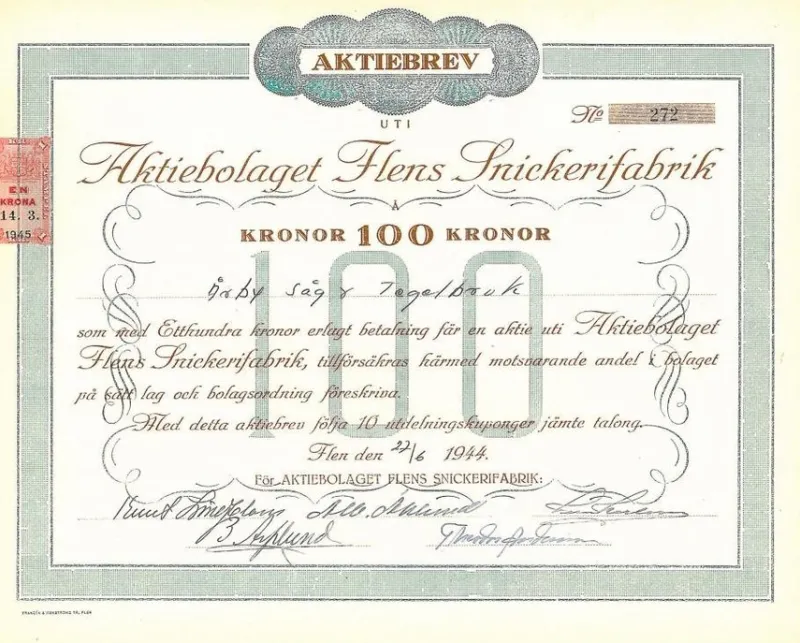 AKTIEBREV
UTI
No 272
Aktiebolaget Flens Snickerifabrik
Å
KRONOR 100 KRONOR
EN
KRONA
14. 3.
1945
100
Årby såg & Tegelbruk
som med Etthundra kronor erlagt betalning för en aktie uti Aktiebolaget
Flens Snickerifabrik, tillförsäkras härmed motsvarande andel i bolaget
på sätt lag och bolagsordning föreskriva.
Med detta aktiebrev följa 10 utdelningskuponger jämte talong.
Flen den 22/6 1944.
För AKTIEBOLAGET FLENS SNICKERIFABRIK:
Knut